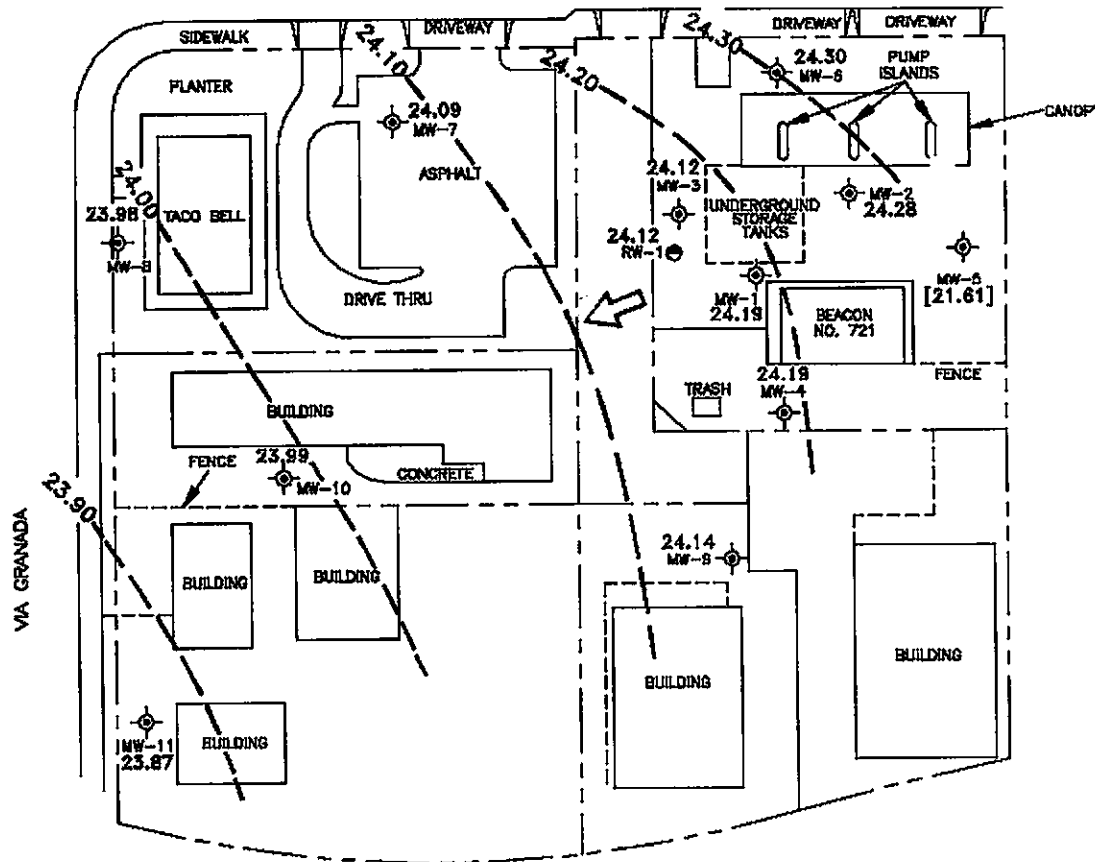 SIDEWALK
24.10
DRIVEWAY
24.20
24.30
DRIVEWAY
DRIVEWAY
PLANTER
24.09
MW-7
24.30
MW-6
PUMP
ISLANDS
CANOP
ASPHALT
24.00
23.98
MW-8
TACO BELL
24.12
MW-3
UNDERGROUND
STORAGE
TANKS
MW-2
24.28
24.12
RW-1
DRIVE THRU
MW-1
24.19
BEACON
NO. 721
MW-5
[21.61]
24.19
MW-4
FENCE
TRASH
BUILDING
FENCE
23.99
MW-10
CONCRETE
23.90
VIA GRANADA
BUILDING
BUILDING
24.14
MW-9
BUILDING
BUILDING
MW-11
23.87
BUILDING